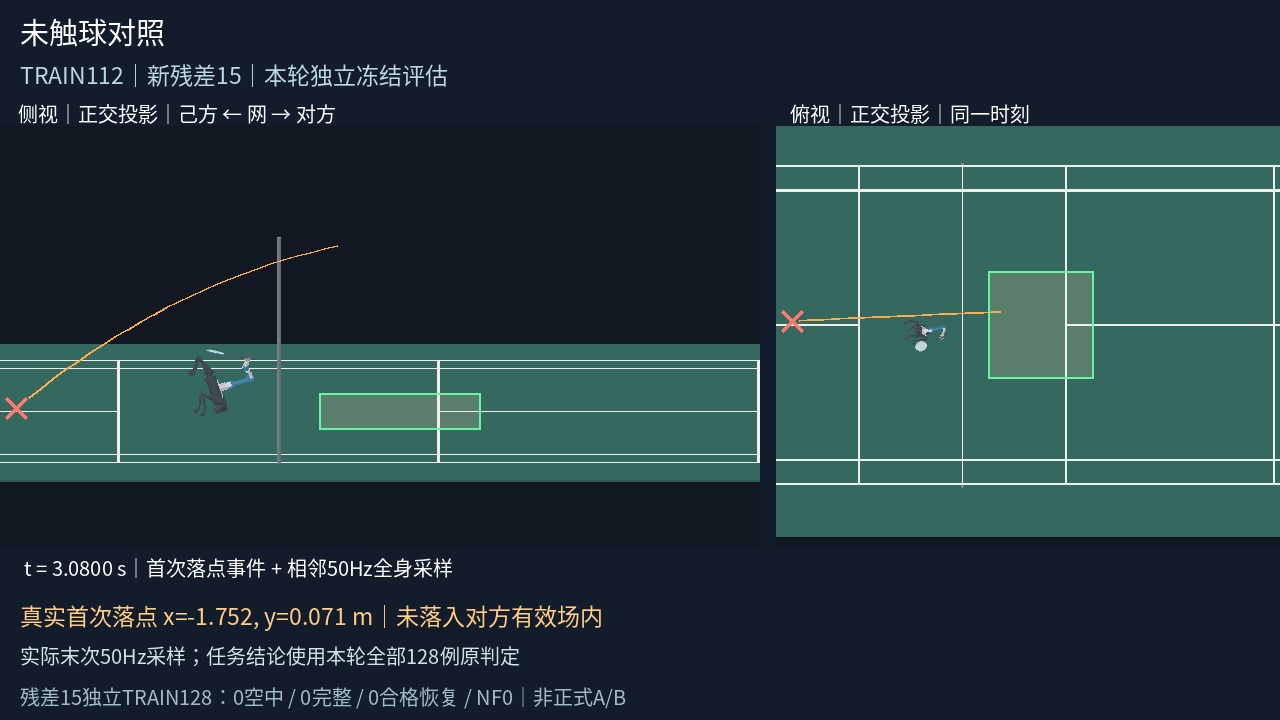 未触球对照
TRAIN112｜新残差15｜本轮独立冻结评估
侧视｜正交投影｜己方 ← 网 → 对方
俯视｜正交投影｜同一时刻
t = 3.0800 s｜首次落点事件 + 相邻50Hz全身采样
真实首次落点 x=-1.752, y=0.071 m｜未落入对方有效场内
实际末次50Hz采样；任务结论使用本轮全部128例原判定
残差15独立TRAIN128：0空中 / 0完整 / 0合格恢复 / NF0｜非正式A/B